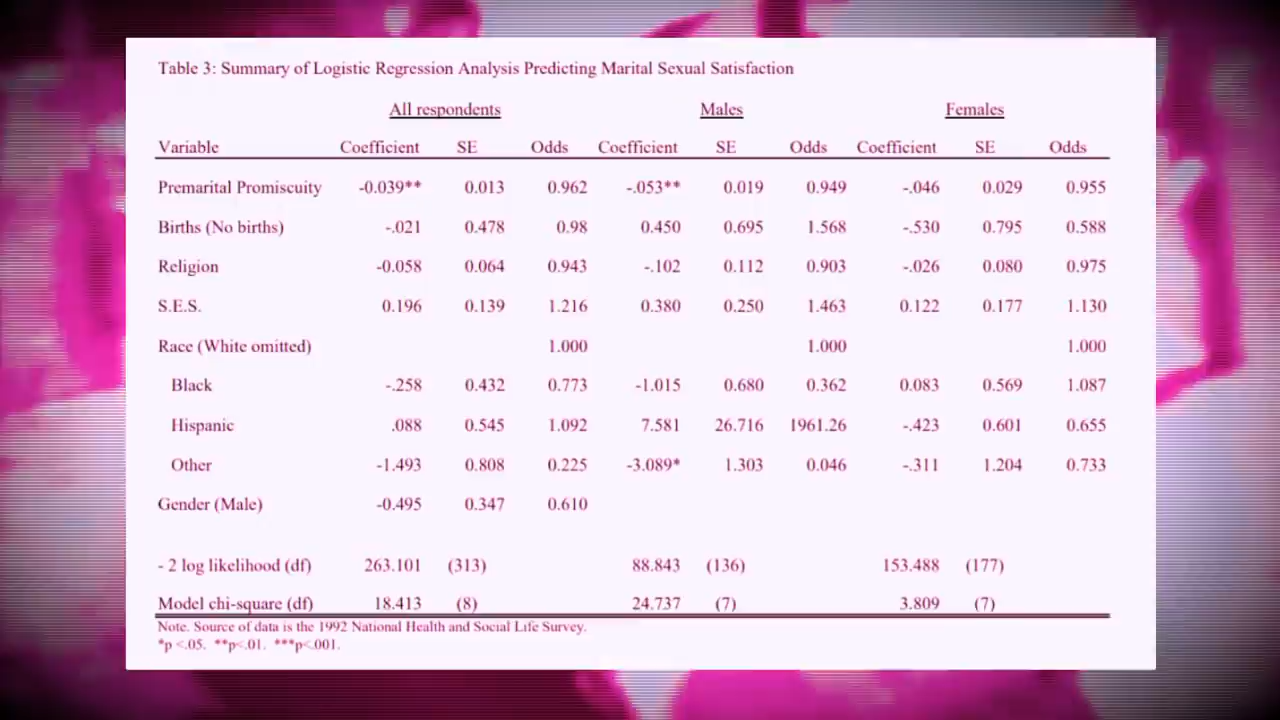 Table 3: Summary of Logistic Regression Analysis Predicting Marital Sexual Satisfaction
All respondents Males Females
Variable Coefficient SE Odds Coefficient SE Odds Coefficient SE Odds
Premarital Promiscuity -0.039** 0.013 0.962 -.053** 0.019 0.949 -.046 0.029 0.955
Births (No births) -.021 0.478 0.98 0.450 0.695 1.568 -.530 0.795 0.588
Religion -0.058 0.064 0.943 -.102 0.112 0.903 -.026 0.080 0.975
S.E.S. 0.196 0.139 1.216 0.380 0.250 1.463 0.122 0.177 1.130
Race (White omitted) 1.000 1.000 1.000
Black -.258 0.432 0.773 -1.015 0.680 0.362 0.083 0.569 1.087
Hispanic .088 0.545 1.092 7.581 26.716 1961.26 -.423 0.601 0.655
Other -1.493 0.808 0.225 -3.089* 1.303 0.046 -.311 1.204 0.733
Gender (Male) -0.495 0.347 0.610
- 2 log likelihood (df) 263.101 (313) 88.843 (136) 153.488 (177)
Model chi-square (df) 18.413 (8) 24.737 (7) 3.809 (7)
Note. Source of data is the 1992 National Health and Social Life Survey.
*p <.05. **p<.01. ***p<.001.